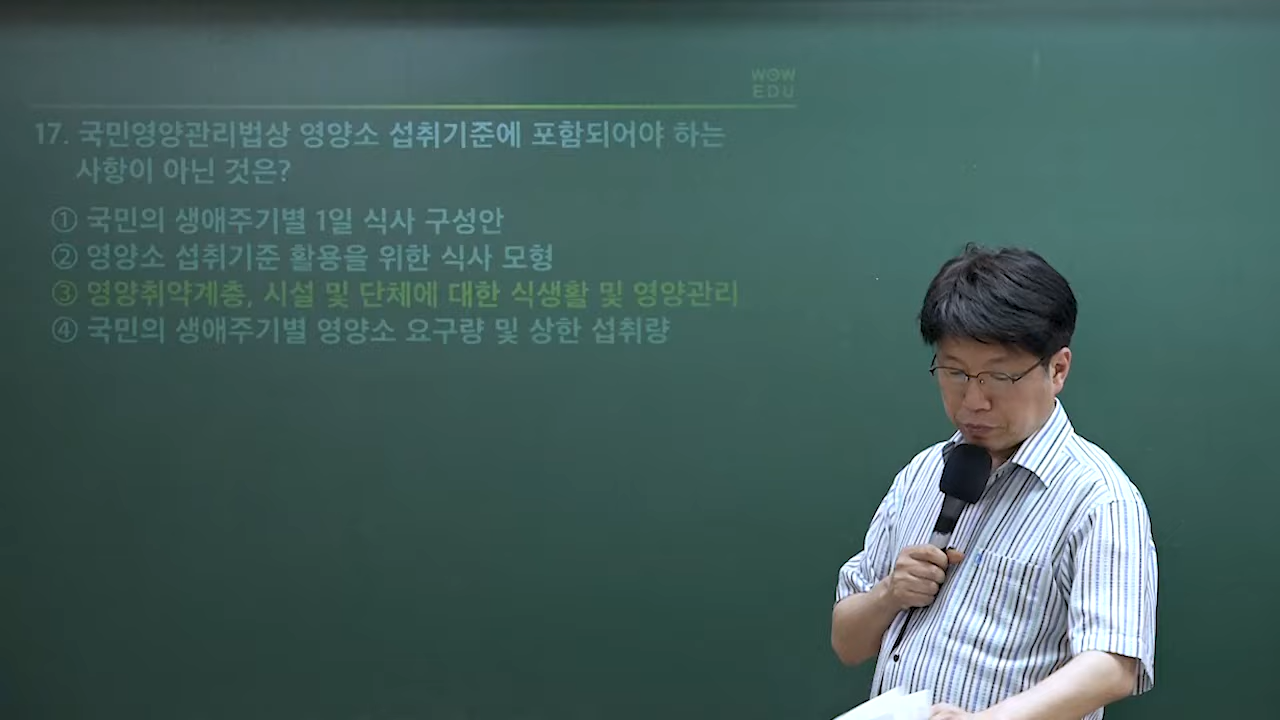 WOW
EDU
17. 국민영양관리법상 영양소 섭취기준에 포함되어야 하는
사항이 아닌 것은?
① 국민의 생애주기별 1일 식사 구성안
② 영양소 섭취기준 활용을 위한 식사 모형
③ 영양취약계층, 시설 및 단체에 대한 식생활 및 영양관리
④ 국민의 생애주기별 영양소 요구량 및 상한 섭취량